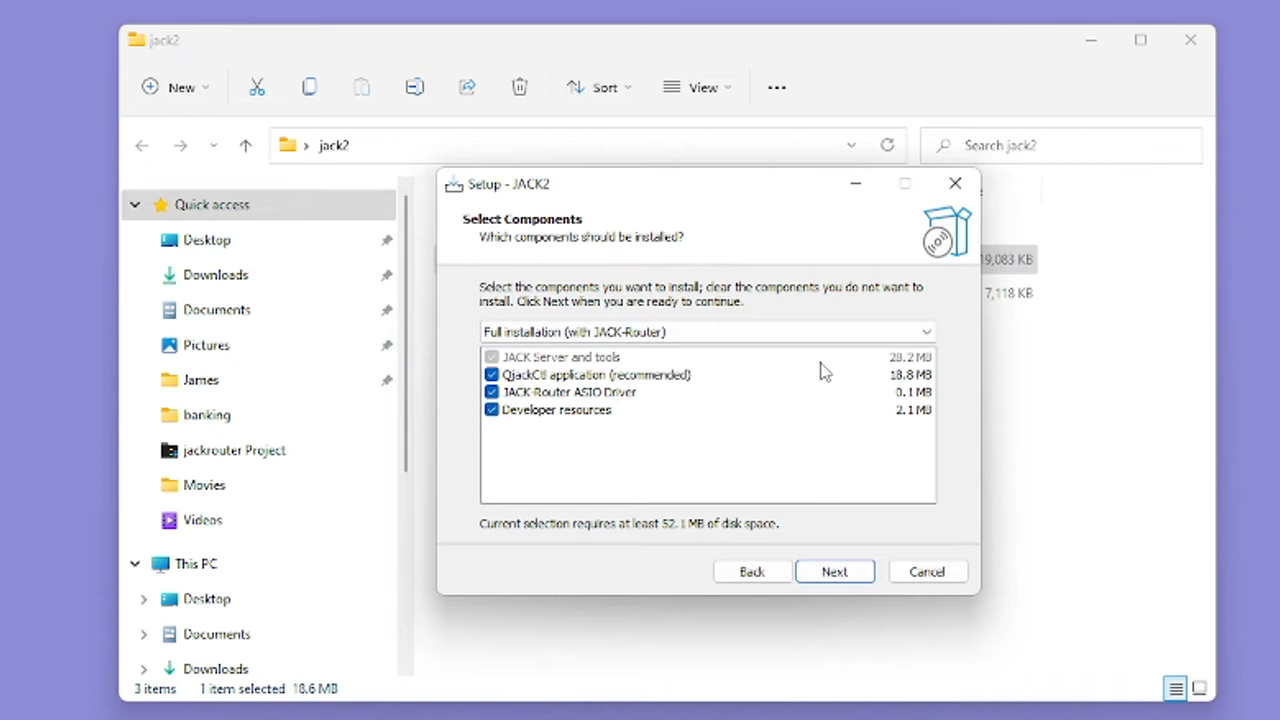 jack2
New
Sort
View
jack2
Search jack2
Quick access
Desktop
Downloads
Documents
Pictures
James
banking
jackrouter Project
Movies
Videos
This PC
Desktop
Documents
Downloads
19,083 KB
7,118 KB
Setup - JACK2
Select Components
Which components should be installed?
Select the components you want to install; clear the components you do not want to
install. Click Next when you are ready to continue.
Full installation (with JACK-Router)
JACK Server and tools 28.2 MB
QjackCtl application (recommended) 18.8 MB
JACK-Router ASIO Driver 0.1 MB
Developer resources 2.1 MB
Current selection requires at least 52.1 MB of disk space.
Back Next Cancel
3 items 1 item selected 18.6 MB